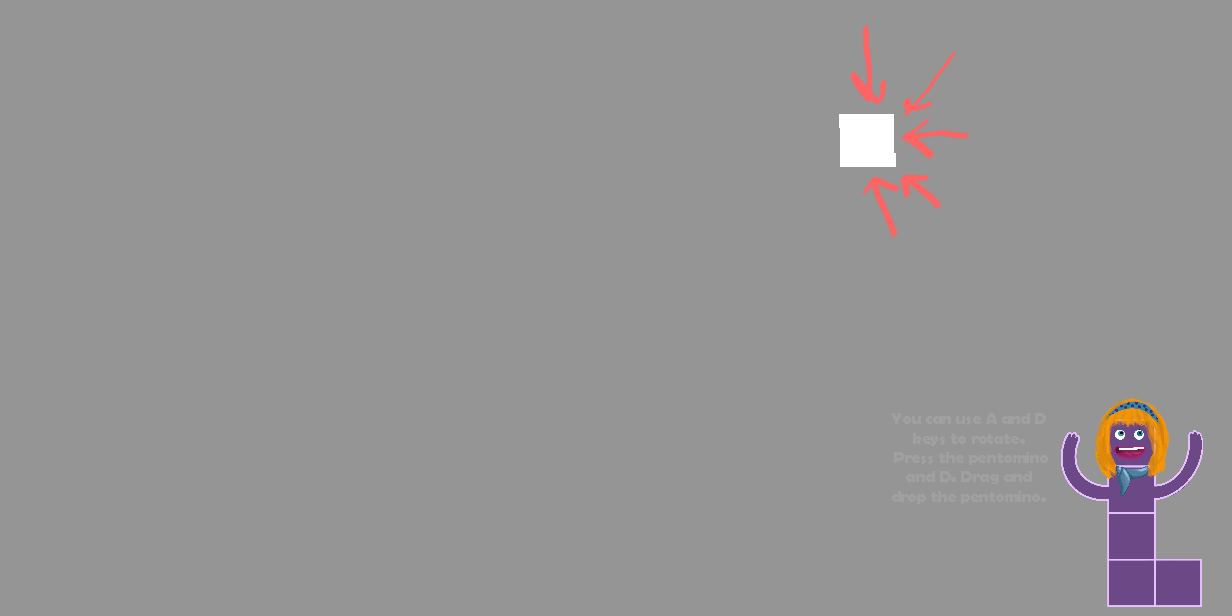 You can use A and D
keys to rotate.
Press the pentomino
and D. Drag and
drop the pentomino.